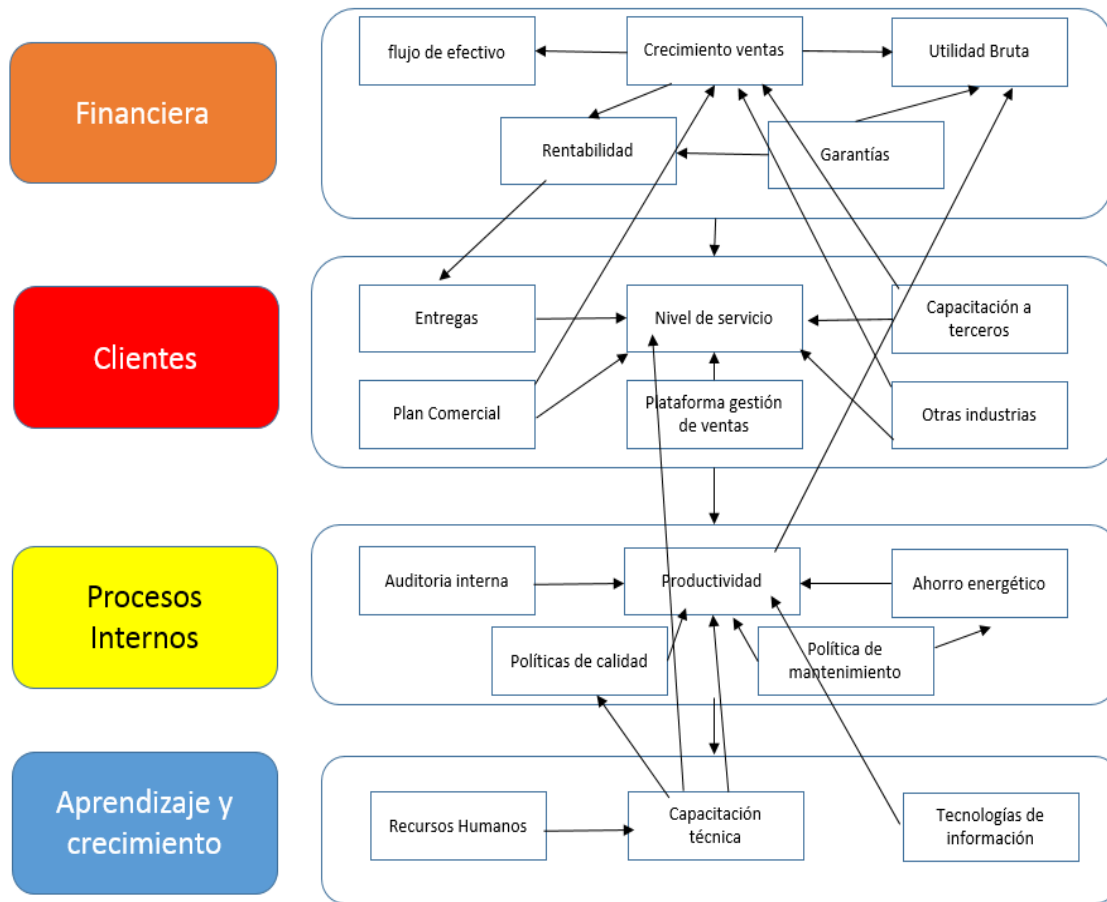 Financiera
flujo de efectivo
Crecimiento ventas
Utilidad Bruta
Rentabilidad
Garantías
Clientes
Entregas
Nivel de servicio
Capacitación a
terceros
Plan Comercial
Plataforma gestión
de ventas
Otras industrias
Procesos
Internos
Auditoria interna
Productividad
Ahorro energético
Políticas de calidad
Política de
mantenimiento
Aprendizaje y
crecimiento
Recursos Humanos
Capacitación
técnica
Tecnologías de
información